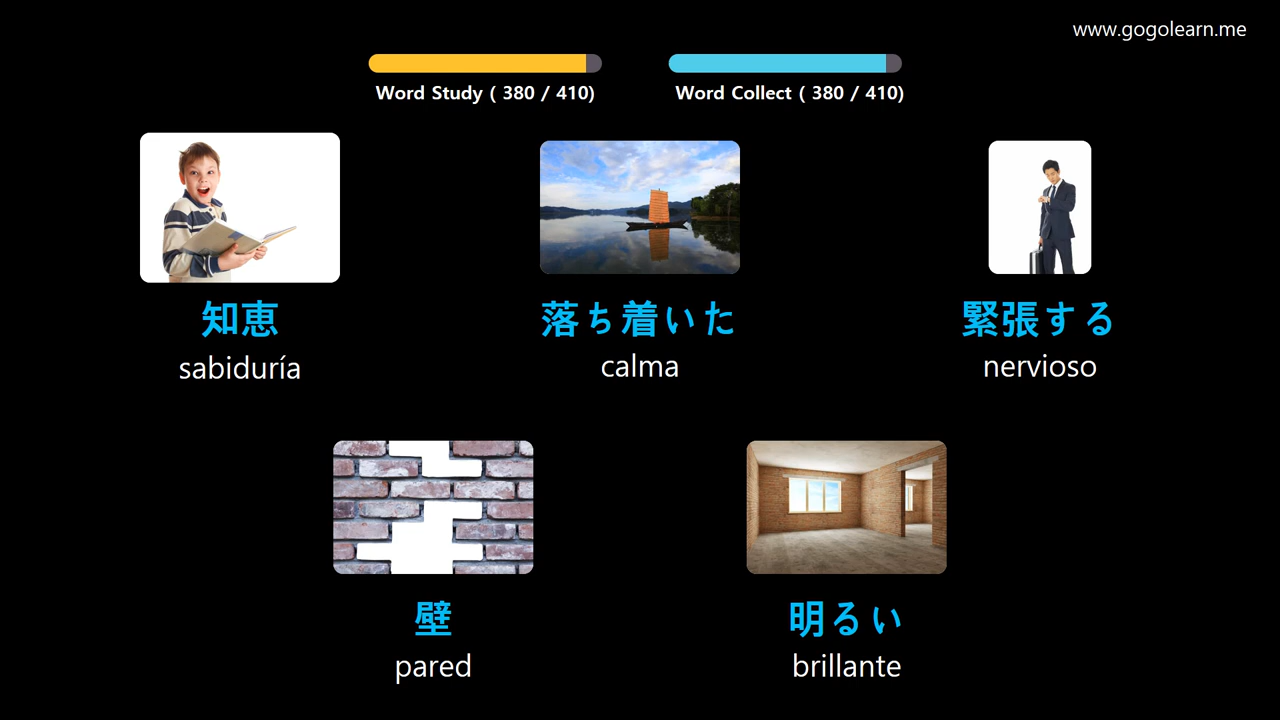 www.gogolearn.me
Word Study ( 380 / 410)
Word Collect ( 380 / 410)
知恵
sabiduría
落ち着いた
calma
緊張する
nervioso
壁
pared
明るい
brillante